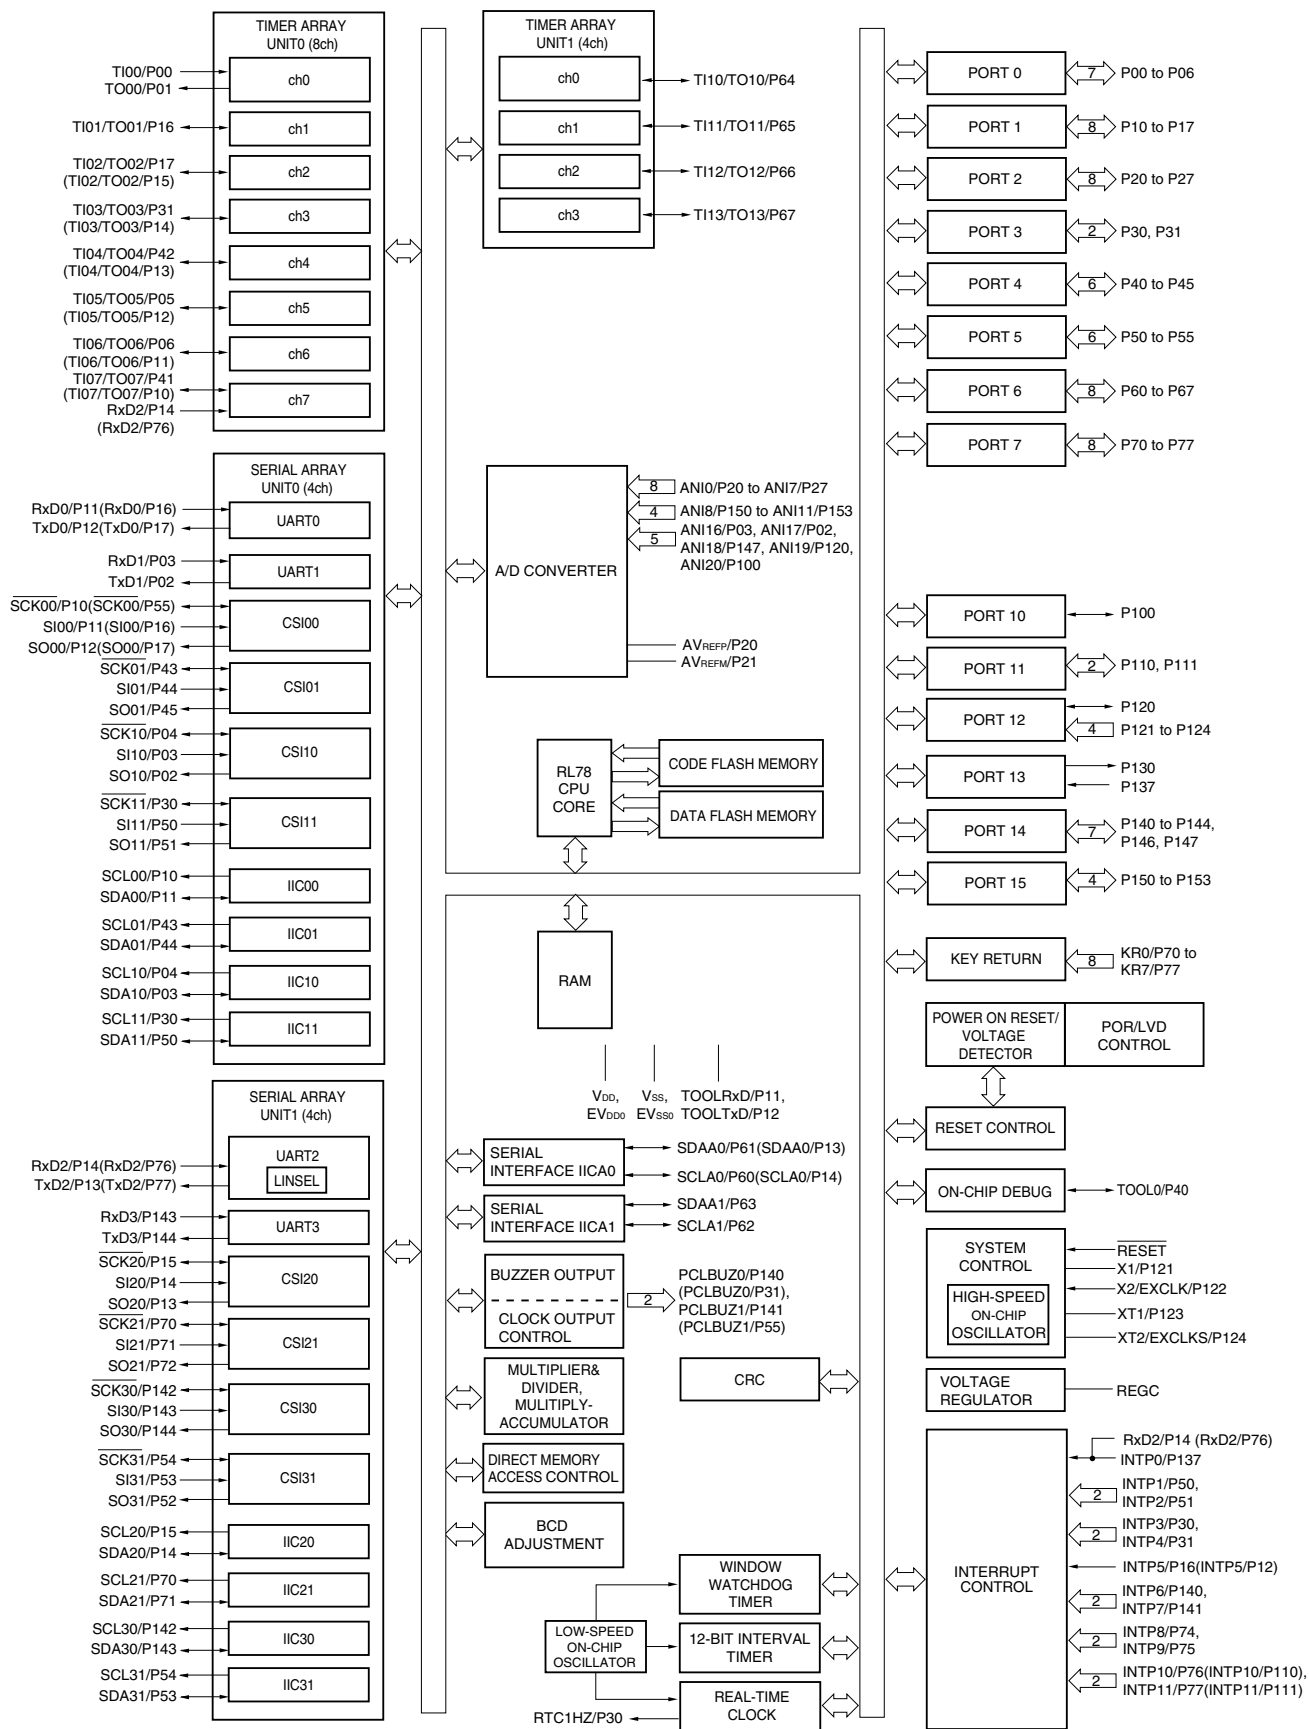 TIMER ARRAY
UNIT0 (8ch)
TI00/P00
TO00/P01
ch0
TI01/TO01/P16
ch1
TI02/TO02/P17
(TI02/TO02/P15)
ch2
TI03/TO03/P31
(TI03/TO03/P14)
ch3
TI04/TO04/P42
(TI04/TO04/P13)
ch4
TI05/TO05/P05
(TI05/TO05/P12)
ch5
TI06/TO06/P06
(TI06/TO06/P11)
ch6
TI07/TO07/P41
(TI07/TO07/P10)
RxD2/P14
(RxD2/P76)
ch7
SERIAL ARRAY
UNIT0 (4ch)
RxD0/P11(RxD0/P16)
TxD0/P12(TxD0/P17)
UART0
RxD1/P03
TxD1/P02
UART1
SCK00/P10(SCK00/P55)
SI00/P11(SI00/P16)
SO00/P12(SO00/P17)
CSI00
SCK01/P43
SI01/P44
SO01/P45
CSI01
SCK10/P04
SI10/P03
SO10/P02
CSI10
SCK11/P30
SI11/P50
SO11/P51
CSI11
SCL00/P10
SDA00/P11
IIC00
SCL01/P43
SDA01/P44
IIC01
SCL10/P04
SDA10/P03
IIC10
SCL11/P30
SDA11/P50
IIC11
SERIAL ARRAY
UNIT1 (4ch)
UART2
LINSEL
RxD2/P14(RxD2/P76)
TxD2/P13(TxD2/P77)
RxD3/P143
TxD3/P144
UART3
SCK20/P15
SI20/P14
SO20/P13
CSI20
SCK21/P70
SI21/P71
SO21/P72
CSI21
SCK30/P142
SI30/P143
SO30/P144
CSI30
SCK31/P54
SI31/P53
SO31/P52
CSI31
SCL20/P15
SDA20/P14
IIC20
SCL21/P70
SDA21/P71
IIC21
SCL30/P142
SDA30/P143
IIC30
SCL31/P54
SDA31/P53
IIC31
TIMER ARRAY
UNIT1 (4ch)
ch0
TI10/TO10/P64
ch1
TI11/TO11/P65
ch2
TI12/TO12/P66
ch3
TI13/TO13/P67
A/D CONVERTER
8
ANI0/P20 to ANI7/P27
4
ANI8/P150 to ANI11/P153
5
ANI16/P03, ANI17/P02,
ANI18/P147, ANI19/P120,
ANI20/P100
AVREFP/P20
AVREFM/P21
RL78
CPU
CORE
CODE FLASH MEMORY
DATA FLASH MEMORY
RAM
VDD,
EVDD0
VSS,
EVSS0
TOOLRxD/P11,
TOOLTxD/P12
SERIAL
INTERFACE IICA0
SDAA0/P61(SDAA0/P13)
SCLA0/P60(SCLA0/P14)
SERIAL
INTERFACE IICA1
SDAA1/P63
SCLA1/P62
BUZZER OUTPUT
CLOCK OUTPUT
CONTROL
2
PCLBUZ0/P140
(PCLBUZ0/P31),
PCLBUZ1/P141
(PCLBUZ1/P55)
MULTIPLIER&
DIVIDER,
MULITIPLY-
ACCUMULATOR
CRC
DIRECT MEMORY
ACCESS CONTROL
BCD
ADJUSTMENT
LOW-SPEED
ON-CHIP
OSCILLATOR
WINDOW
WATCHDOG
TIMER
12-BIT INTERVAL
TIMER
REAL-TIME
CLOCK
RTC1HZ/P30
PORT 0
7
P00 to P06
PORT 1
8
P10 to P17
PORT 2
8
P20 to P27
PORT 3
2
P30, P31
PORT 4
6
P40 to P45
PORT 5
6
P50 to P55
PORT 6
8
P60 to P67
PORT 7
8
P70 to P77
PORT 10
P100
PORT 11
2
P110, P111
PORT 12
P120
4
P121 to P124
PORT 13
P130
P137
PORT 14
7
P140 to P144,
P146, P147
PORT 15
4
P150 to P153
KEY RETURN
8
KR0/P70 to
KR7/P77
POWER ON RESET/
VOLTAGE
DETECTOR
POR/LVD
CONTROL
RESET CONTROL
ON-CHIP DEBUG
TOOL0/P40
SYSTEM
CONTROL
HIGH-SPEED
ON-CHIP
OSCILLATOR
RESET
X1/P121
X2/EXCLK/P122
XT1/P123
XT2/EXCLKS/P124
VOLTAGE
REGULATOR
REGC
INTERRUPT
CONTROL
RxD2/P14 (RxD2/P76)
INTP0/P137
2
INTP1/P50,
INTP2/P51
2
INTP3/P30,
INTP4/P31
INTP5/P16(INTP5/P12)
2
INTP6/P140,
INTP7/P141
2
INTP8/P74,
INTP9/P75
2
INTP10/P76(INTP10/P110),
INTP11/P77(INTP11/P111)